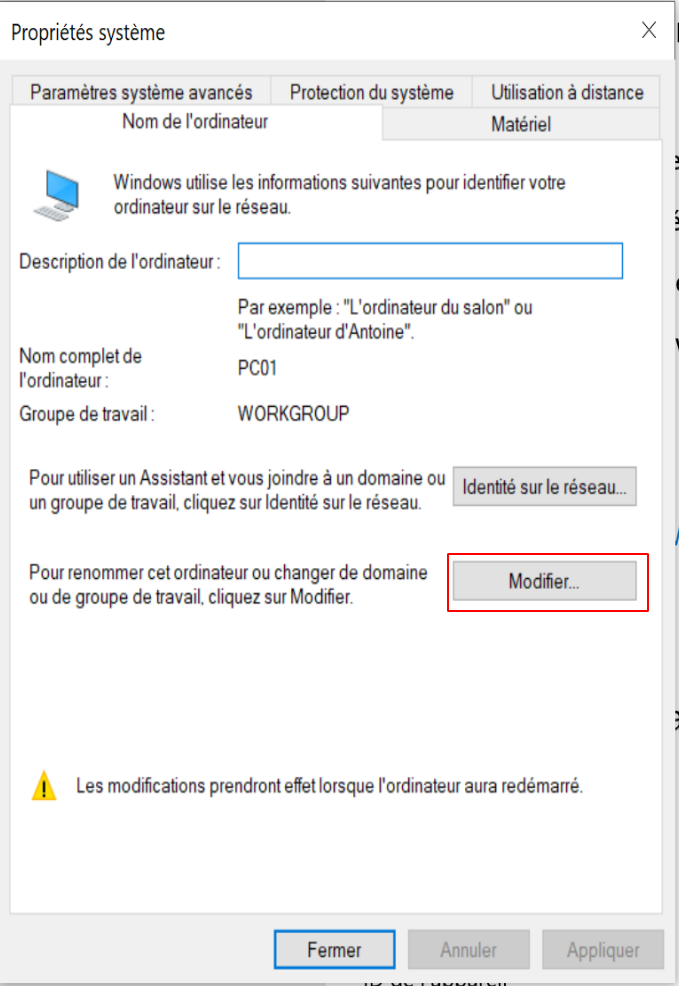 Propriétés système
Paramètres système avancés
Protection du système
Utilisation à distance
Nom de l'ordinateur
Matériel
Windows utilise les informations suivantes pour identifier votre
ordinateur sur le réseau.
Description de l'ordinateur :
Par exemple : "L'ordinateur du salon" ou
"L'ordinateur d'Antoine".
Nom complet de
l'ordinateur :
PC01
Groupe de travail :
WORKGROUP
Pour utiliser un Assistant et vous joindre à un domaine ou
un groupe de travail, cliquez sur Identité sur le réseau.
Identité sur le réseau...
Pour renommer cet ordinateur ou changer de domaine
ou de groupe de travail, cliquez sur Modifier.
Modifier...
Les modifications prendront effet lorsque l'ordinateur aura redémarré.
Fermer
Annuler
Appliquer